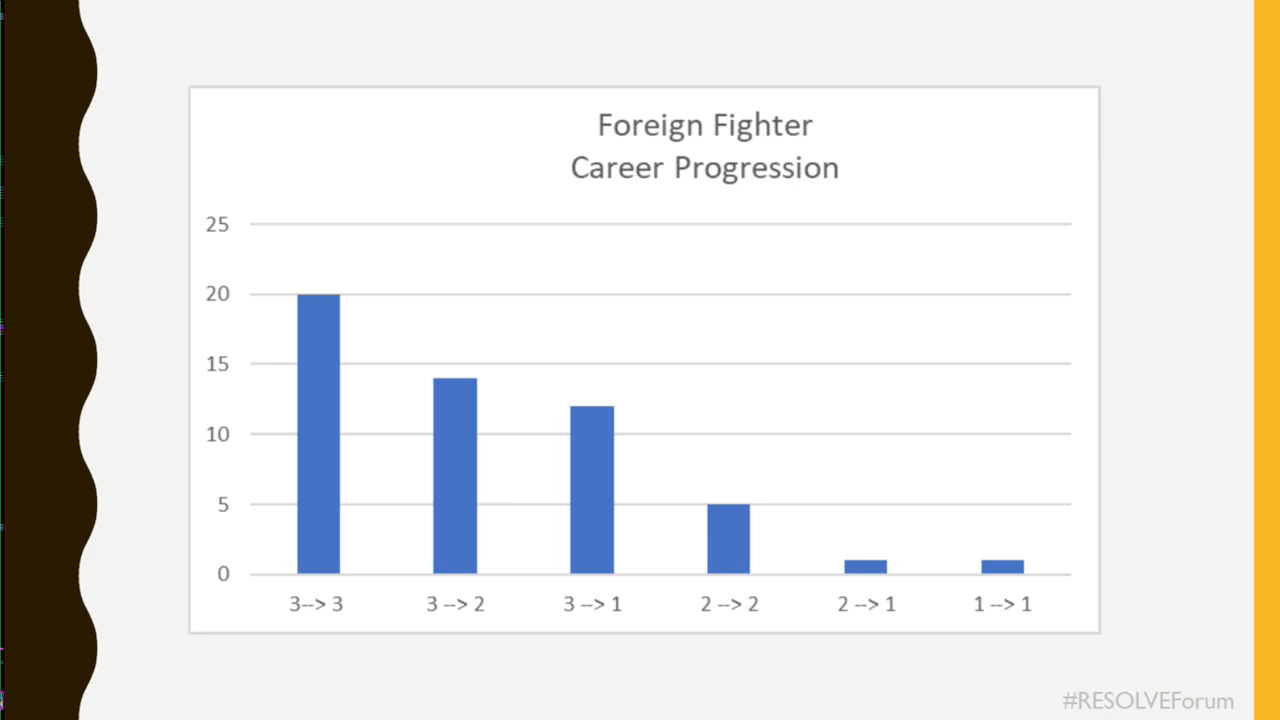 Foreign Fighter
Career Progression
25
20
15
10
5
0
3--> 3
3 --> 2
3 --> 1
2 --> 2
2 --> 1
1 --> 1
#RESOLVEForum